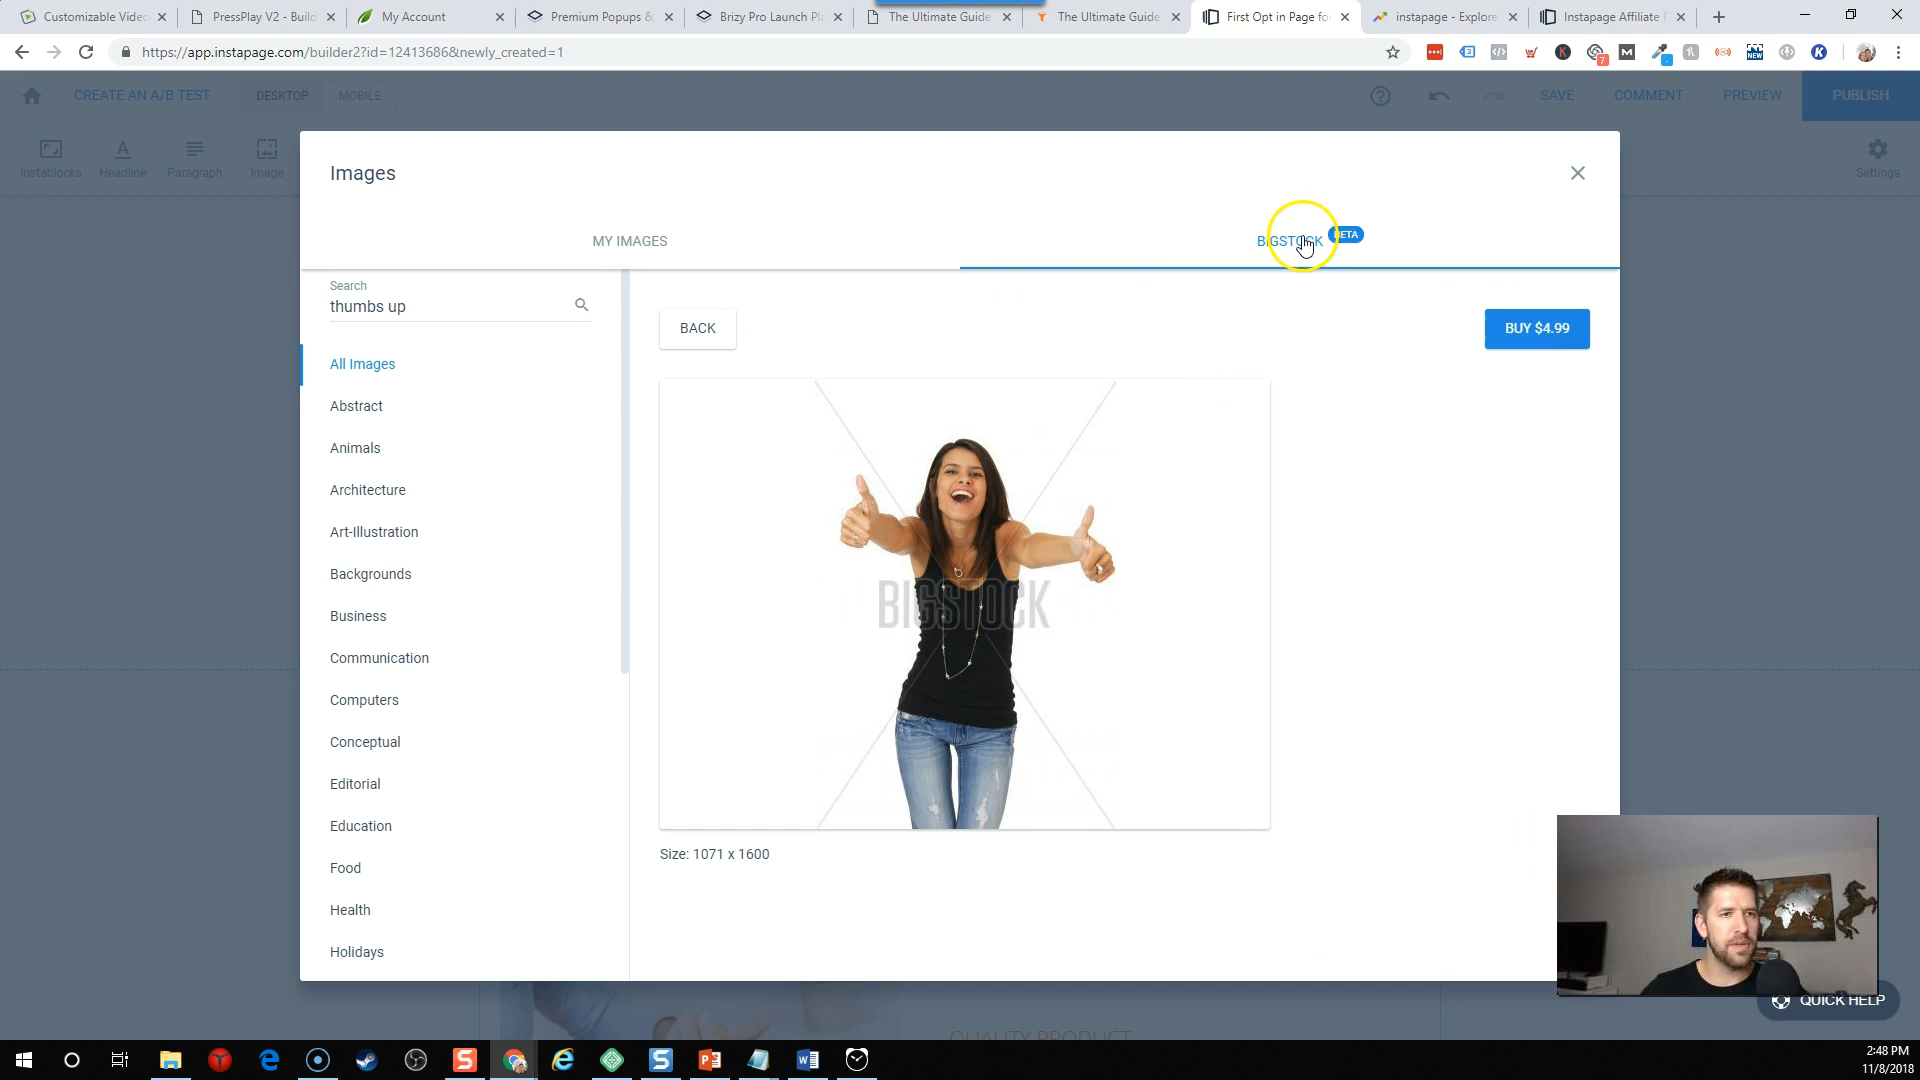 Customizable Video
PressPlay V2 - Build
My Account
Premium Popups &
Brizy Pro Launch Pl
The Ultimate Guide
The Ultimate Guide
First Opt in Page fo
instapage - Explore
Instapage Affiliate P
https://app.instapage.com/builder2?id=12413686&newly_created=1
CREATE AN A/B TEST
DESKTOP
MOBILE
SAVE
COMMENT
PREVIEW
PUBLISH
Instablocks
Headline
Paragraph
Image
Settings
Images
MY IMAGES
BIGSTOCK
BETA
Search
thumbs up
BACK
BUY $4.99
All Images
Abstract
Animals
Architecture
Art-Illustration
Backgrounds
Business
Communication
Computers
Conceptual
Editorial
Education
Food
Health
Holidays
BIGSTOCK
Size: 1071 x 1600
QUICK HELP
QUALITY PRODUCT
2:48 PM
11/8/2018